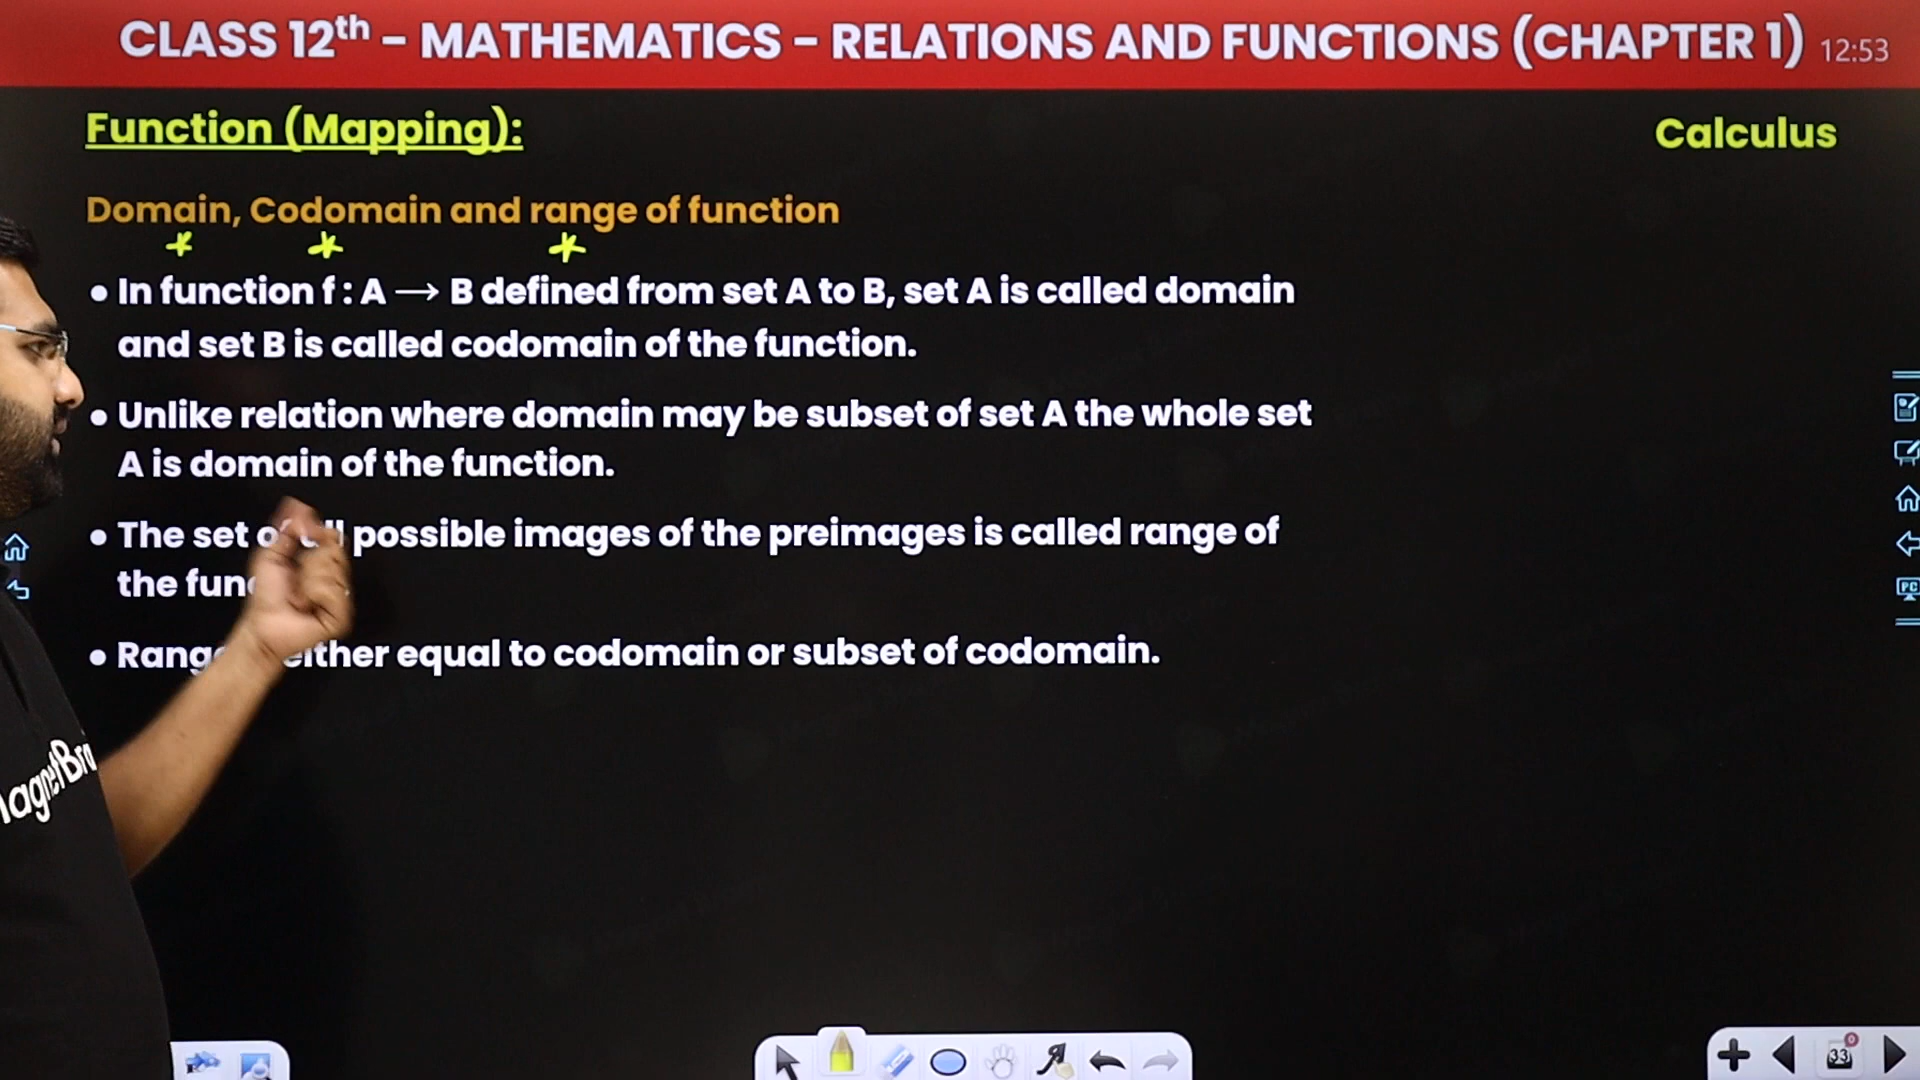 CLASS 12th – MATHEMATICS – RELATIONS AND FUNCTIONS (CHAPTER 1) 12:53
Function (Mapping):
Calculus
Domain, Codomain and range of function
• In function f : A → B defined from set A to B, set A is called domain
and set B is called codomain of the function.
• Unlike relation where domain may be subset of set A the whole set
A is domain of the function.
• The set possible images of the preimages is called range of
the
equal to codomain or subset of codomain.
PC
33
0